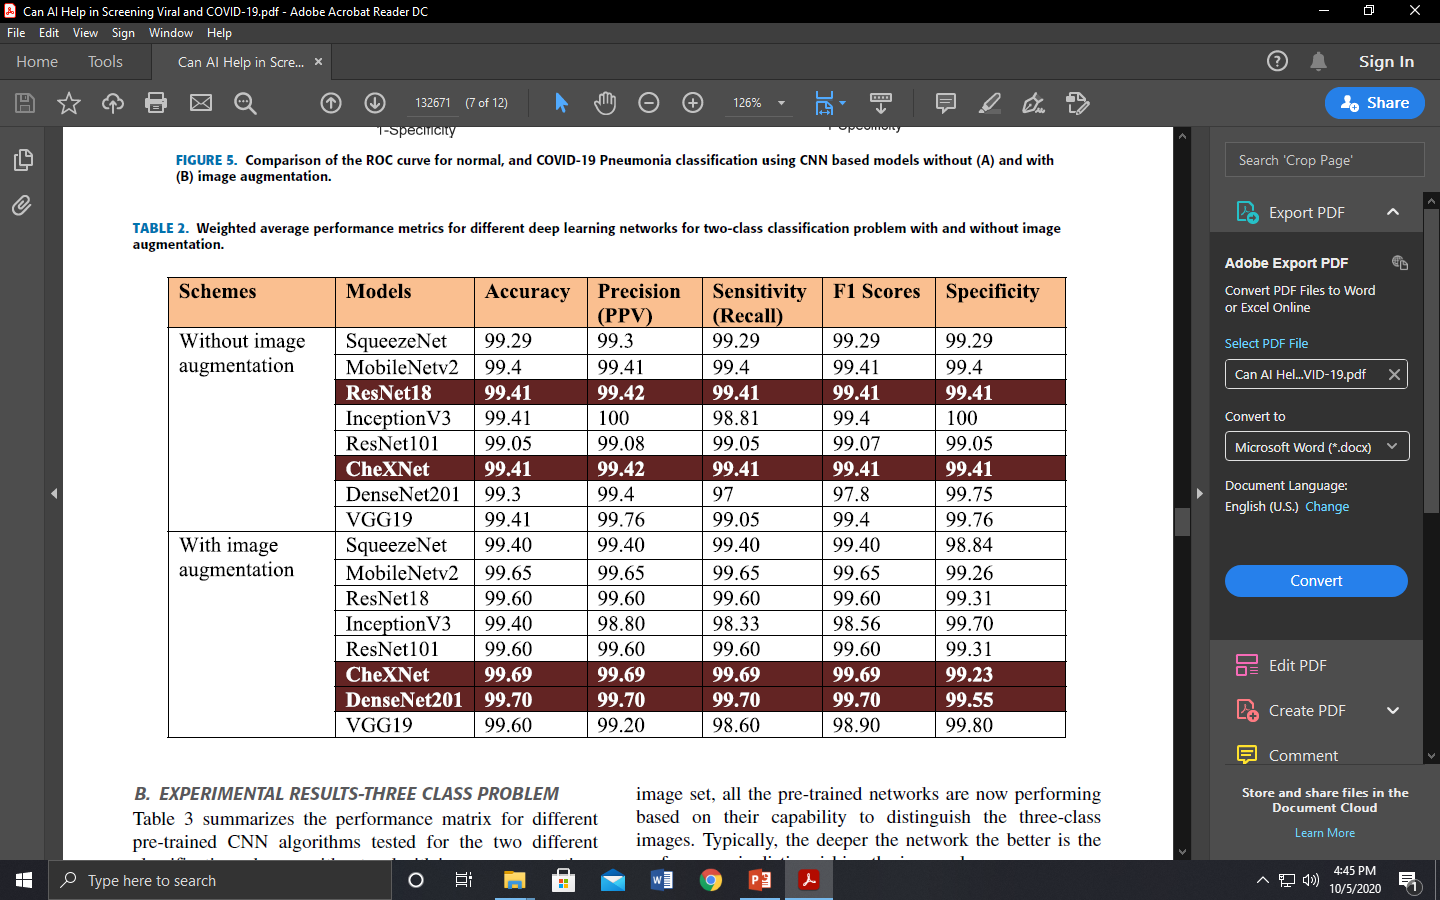 Can AI Help in Screening Viral and COVID-19.pdf - Adobe Acrobat Reader DC
File Edit View Sign Window Help
Home Tools Can AI Help in Scre... × Sign In
132671 (7 of 12) 126% Share
1-Specificity
FIGURE 5. Comparison of the ROC curve for normal, and COVID-19 Pneumonia classification using CNN based models without (A) and with
(B) image augmentation.
TABLE 2. Weighted average performance metrics for different deep learning networks for two-class classification problem with and without image
augmentation.
Schemes Models Accuracy Precision (PPV) Sensitivity (Recall) F1 Scores Specificity
Without image augmentation
SqueezeNet 99.29 99.3 99.29 99.29 99.29
MobileNetv2 99.4 99.41 99.4 99.41 99.4
ResNet18 99.41 99.42 99.41 99.41 99.41
InceptionV3 99.41 100 98.81 99.4 100
ResNet101 99.05 99.08 99.05 99.07 99.05
CheXNet 99.41 99.42 99.41 99.41 99.41
DenseNet201 99.3 99.4 97 97.8 99.75
VGG19 99.41 99.76 99.05 99.4 99.76
With image augmentation
SqueezeNet 99.40 99.40 99.40 99.40 98.84
MobileNetv2 99.65 99.65 99.65 99.65 99.26
ResNet18 99.60 99.60 99.60 99.60 99.31
InceptionV3 99.40 98.80 98.33 98.56 99.70
ResNet101 99.60 99.60 99.60 99.60 99.31
CheXNet 99.69 99.69 99.69 99.69 99.23
DenseNet201 99.70 99.70 99.70 99.70 99.55
VGG19 99.60 99.20 98.60 98.90 99.80
B. EXPERIMENTAL RESULTS-THREE CLASS PROBLEM
Table 3 summarizes the performance matrix for different
pre-trained CNN algorithms tested for the two different
image set, all the pre-trained networks are now performing
based on their capability to distinguish the three-class
images. Typically, the deeper the network the better is the
Search 'Crop Page'
Export PDF
Adobe Export PDF
Convert PDF Files to Word
or Excel Online
Select PDF File
Can AI Hel...VID-19.pdf
Convert to
Microsoft Word (*.docx)
Document Language:
English (U.S.) Change
Convert
Edit PDF
Create PDF
Comment
Store and share files in the
Document Cloud
Learn More
Type here to search
4:45 PM
10/5/2020
1